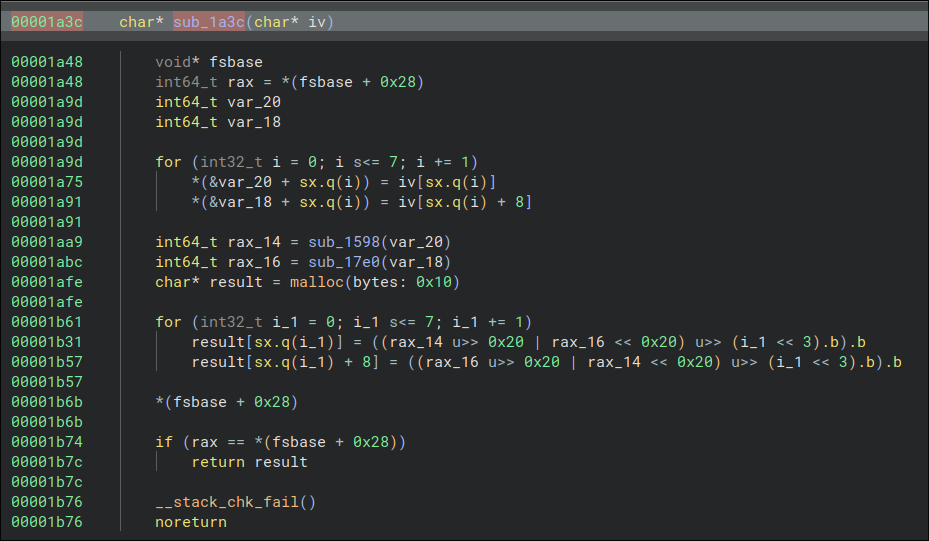 00001a3c char* sub_1a3c(char* iv)
00001a48 void* fsbase
00001a48 int64_t rax = *(fsbase + 0x28)
00001a9d int64_t var_20
00001a9d int64_t var_18
00001a9d
00001a9d for (int32_t i = 0; i s<= 7; i += 1)
00001a75 *(&var_20 + sx.q(i)) = iv[sx.q(i)]
00001a91 *(&var_18 + sx.q(i)) = iv[sx.q(i) + 8]
00001a91
00001aa9 int64_t rax_14 = sub_1598(var_20)
00001abc int64_t rax_16 = sub_17e0(var_18)
00001afe char* result = malloc(bytes: 0x10)
00001afe
00001b61 for (int32_t i_1 = 0; i_1 s<= 7; i_1 += 1)
00001b31 result[sx.q(i_1)] = ((rax_14 u>> 0x20 | rax_16 << 0x20) u>> (i_1 << 3).b).b
00001b57 result[sx.q(i_1) + 8] = ((rax_16 u>> 0x20 | rax_14 << 0x20) u>> (i_1 << 3).b).b
00001b57
00001b6b *(fsbase + 0x28)
00001b6b
00001b74 if (rax == *(fsbase + 0x28))
00001b7c return result
00001b7c
00001b76 __stack_chk_fail()
00001b76 noreturn